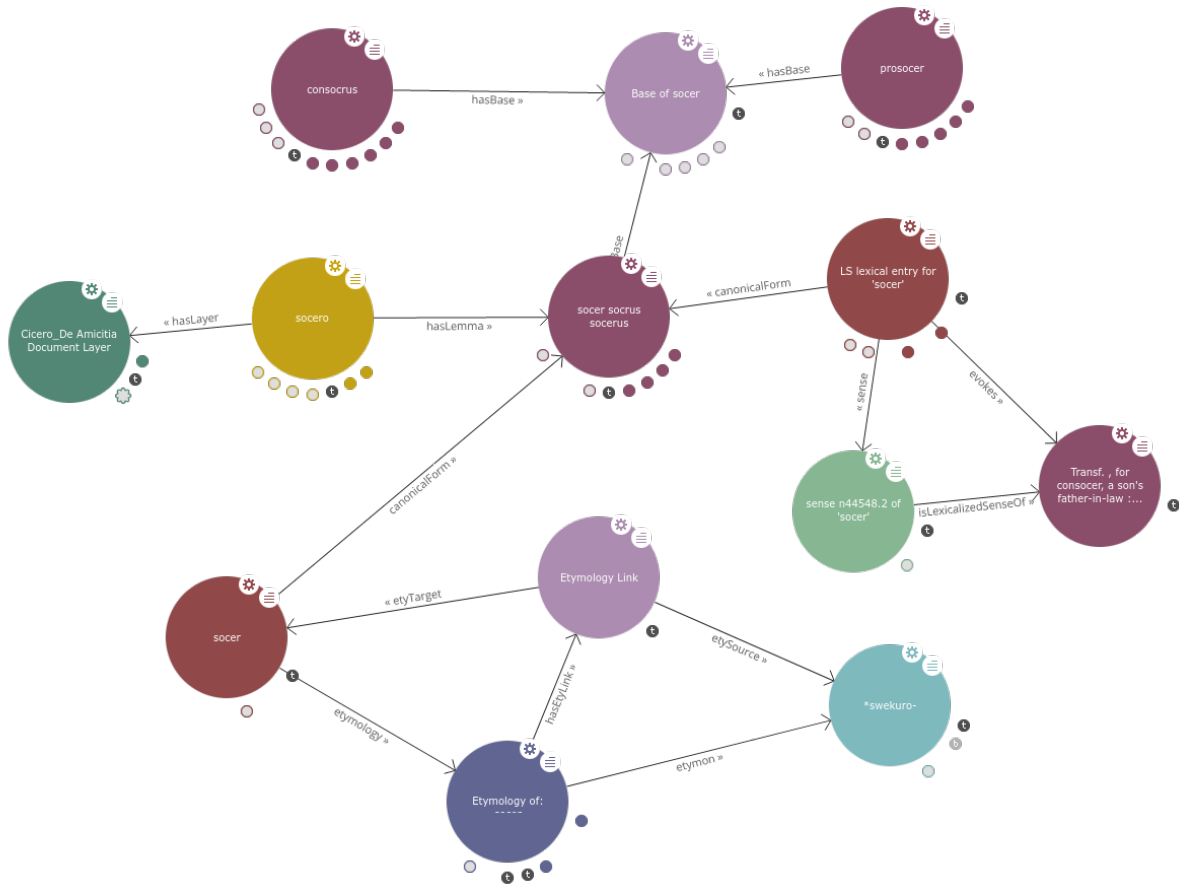 consocrus
hasBase »
Base of socer
« hasBase
prosocer
Base
Cicero_De Amicitia
Document Layer
« hasLayer
socero
hasLemma »
socer socrus
socerus
« canonicalForm
LS lexical entry for
'socer'
« sense
evokes »
canonicalForm »
sense n44548.2 of
'socer'
isLexicalizedSenseOf »
Transf. , for
consocer, a son's
father-in-law :...
Etymology Link
« etyTarget
socer
etySource »
hasEtyLink »
etymology »
*swekuro-
etymon »
Etymology of:
t
t
t
t
t
t
t
t
t
t
t
t
t
t
b